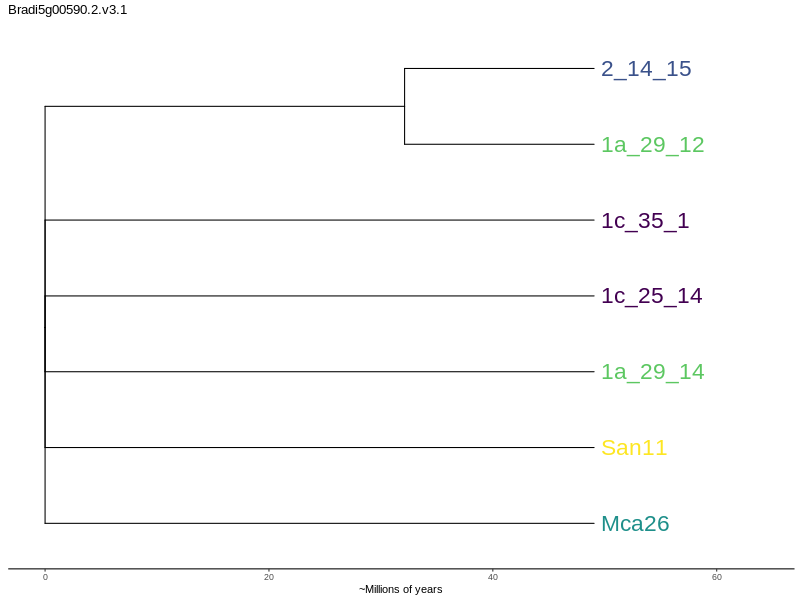 Bradi5g00590.2.v3.1
2_14_15
1a_29_12
1c_35_1
1c_25_14
1a_29_14
San11
Mca26
0 20 40 60
~Millions of years